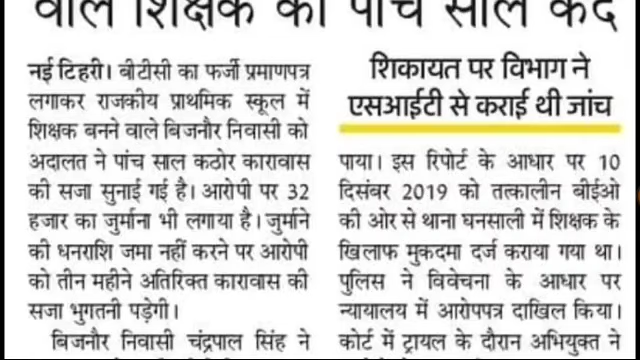 वाले शिक्षक को पांच साल कैद
नई टिहरी। बीटीसी का फर्जी प्रमाणपत्र
लगाकर राजकीय प्राथमिक स्कूल में
शिक्षक बनने वाले बिजनौर निवासी को
अदालत ने पांच साल कठोर कारावास
की सजा सुनाई गई है। आरोपी पर 32
हजार का जुर्माना भी लगाया है। जुर्माने
की धनराशि जमा नहीं करने पर आरोपी
को तीन महीने अतिरिक्त कारावास की
सजा भुगतनी पड़ेगी।
बिजनौर निवासी चंद्रपाल सिंह ने
शिकायत पर विभाग ने
एसआईटी से कराई थी जांच
पाया। इस रिपोर्ट के आधार पर 10
दिसंबर 2019 को तत्कालीन बीईओ
की ओर से थाना घनसाली में शिक्षक के
खिलाफ मुकदमा दर्ज कराया गया था।
पुलिस ने विवेचना के आधार पर
न्यायालय में आरोपपत्र दाखिल किया।
कोर्ट में ट्रायल के दौरान अभियुक्त ने